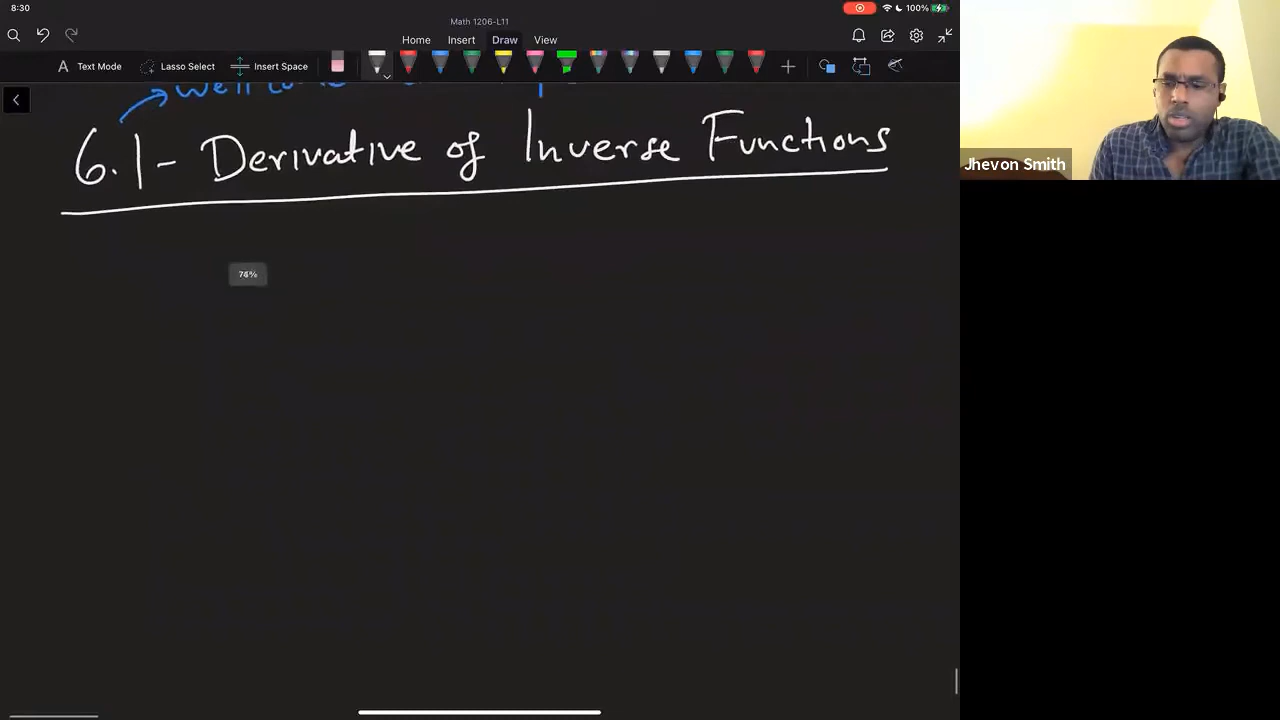 8:30
100%
Math 1206-L11
Home Insert Draw View
A Text Mode Lasso Select Insert Space
6.1 - Derivative of Inverse Functions
Jhevon Smith